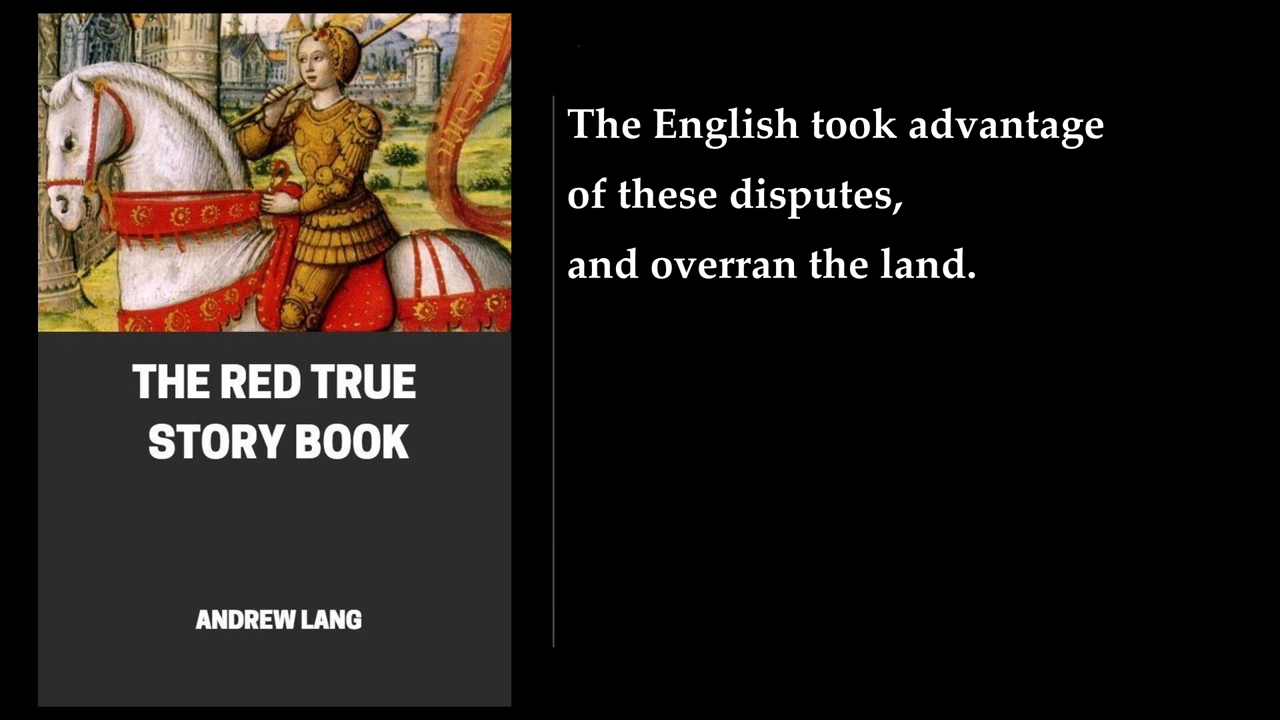 THE RED TRUE
STORY BOOK
ANDREW LANG
The English took advantage
of these disputes,
and overran the land.